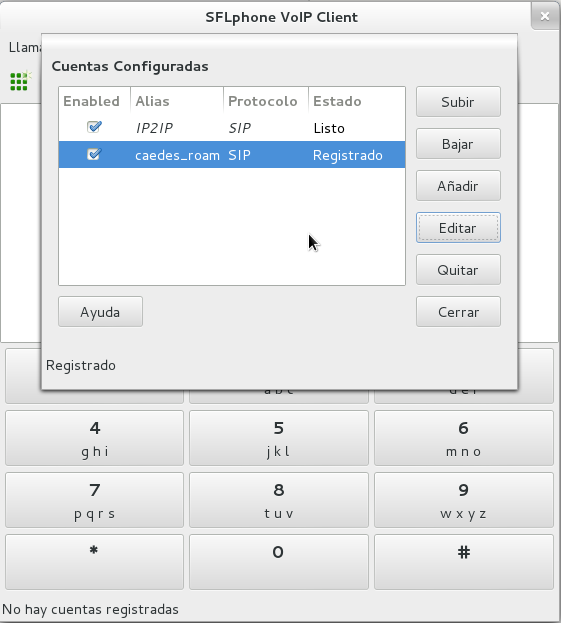 SFLphone VoIP Client
Llama
Cuentas Configuradas
Enabled Alias Protocolo Estado
IP2IP SIP Listo
caedes_roam SIP Registrado
Subir
Bajar
Añadir
Editar
Quitar
Ayuda
Cerrar
Registrado
4 5 6
g h i j k l m n o
7 8 9
p q r s t u v w x y z
* 0 #
No hay cuentas registradas